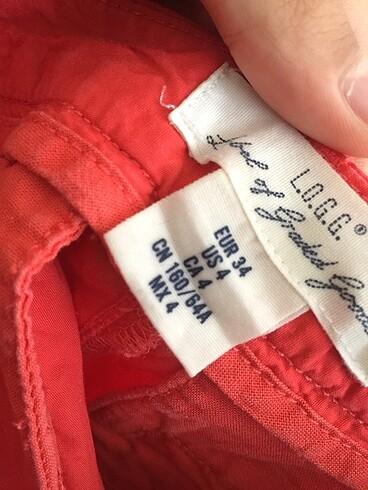 L.O.G.G.®
Label of Graded Goods
EUR 34
US 4
CA 4
CN 160/64A
MX 4